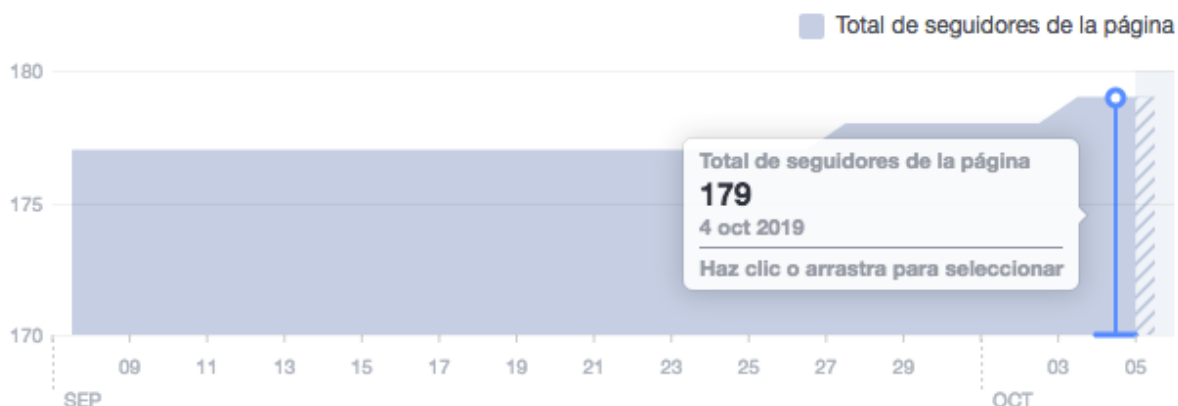 Total de seguidores de la página
180
175
170
Total de seguidores de la página
179
4 oct 2019
Haz clic o arrastra para seleccionar
09 11 13 15 17 19 21 23 25 27 29 03 05
SEP OCT